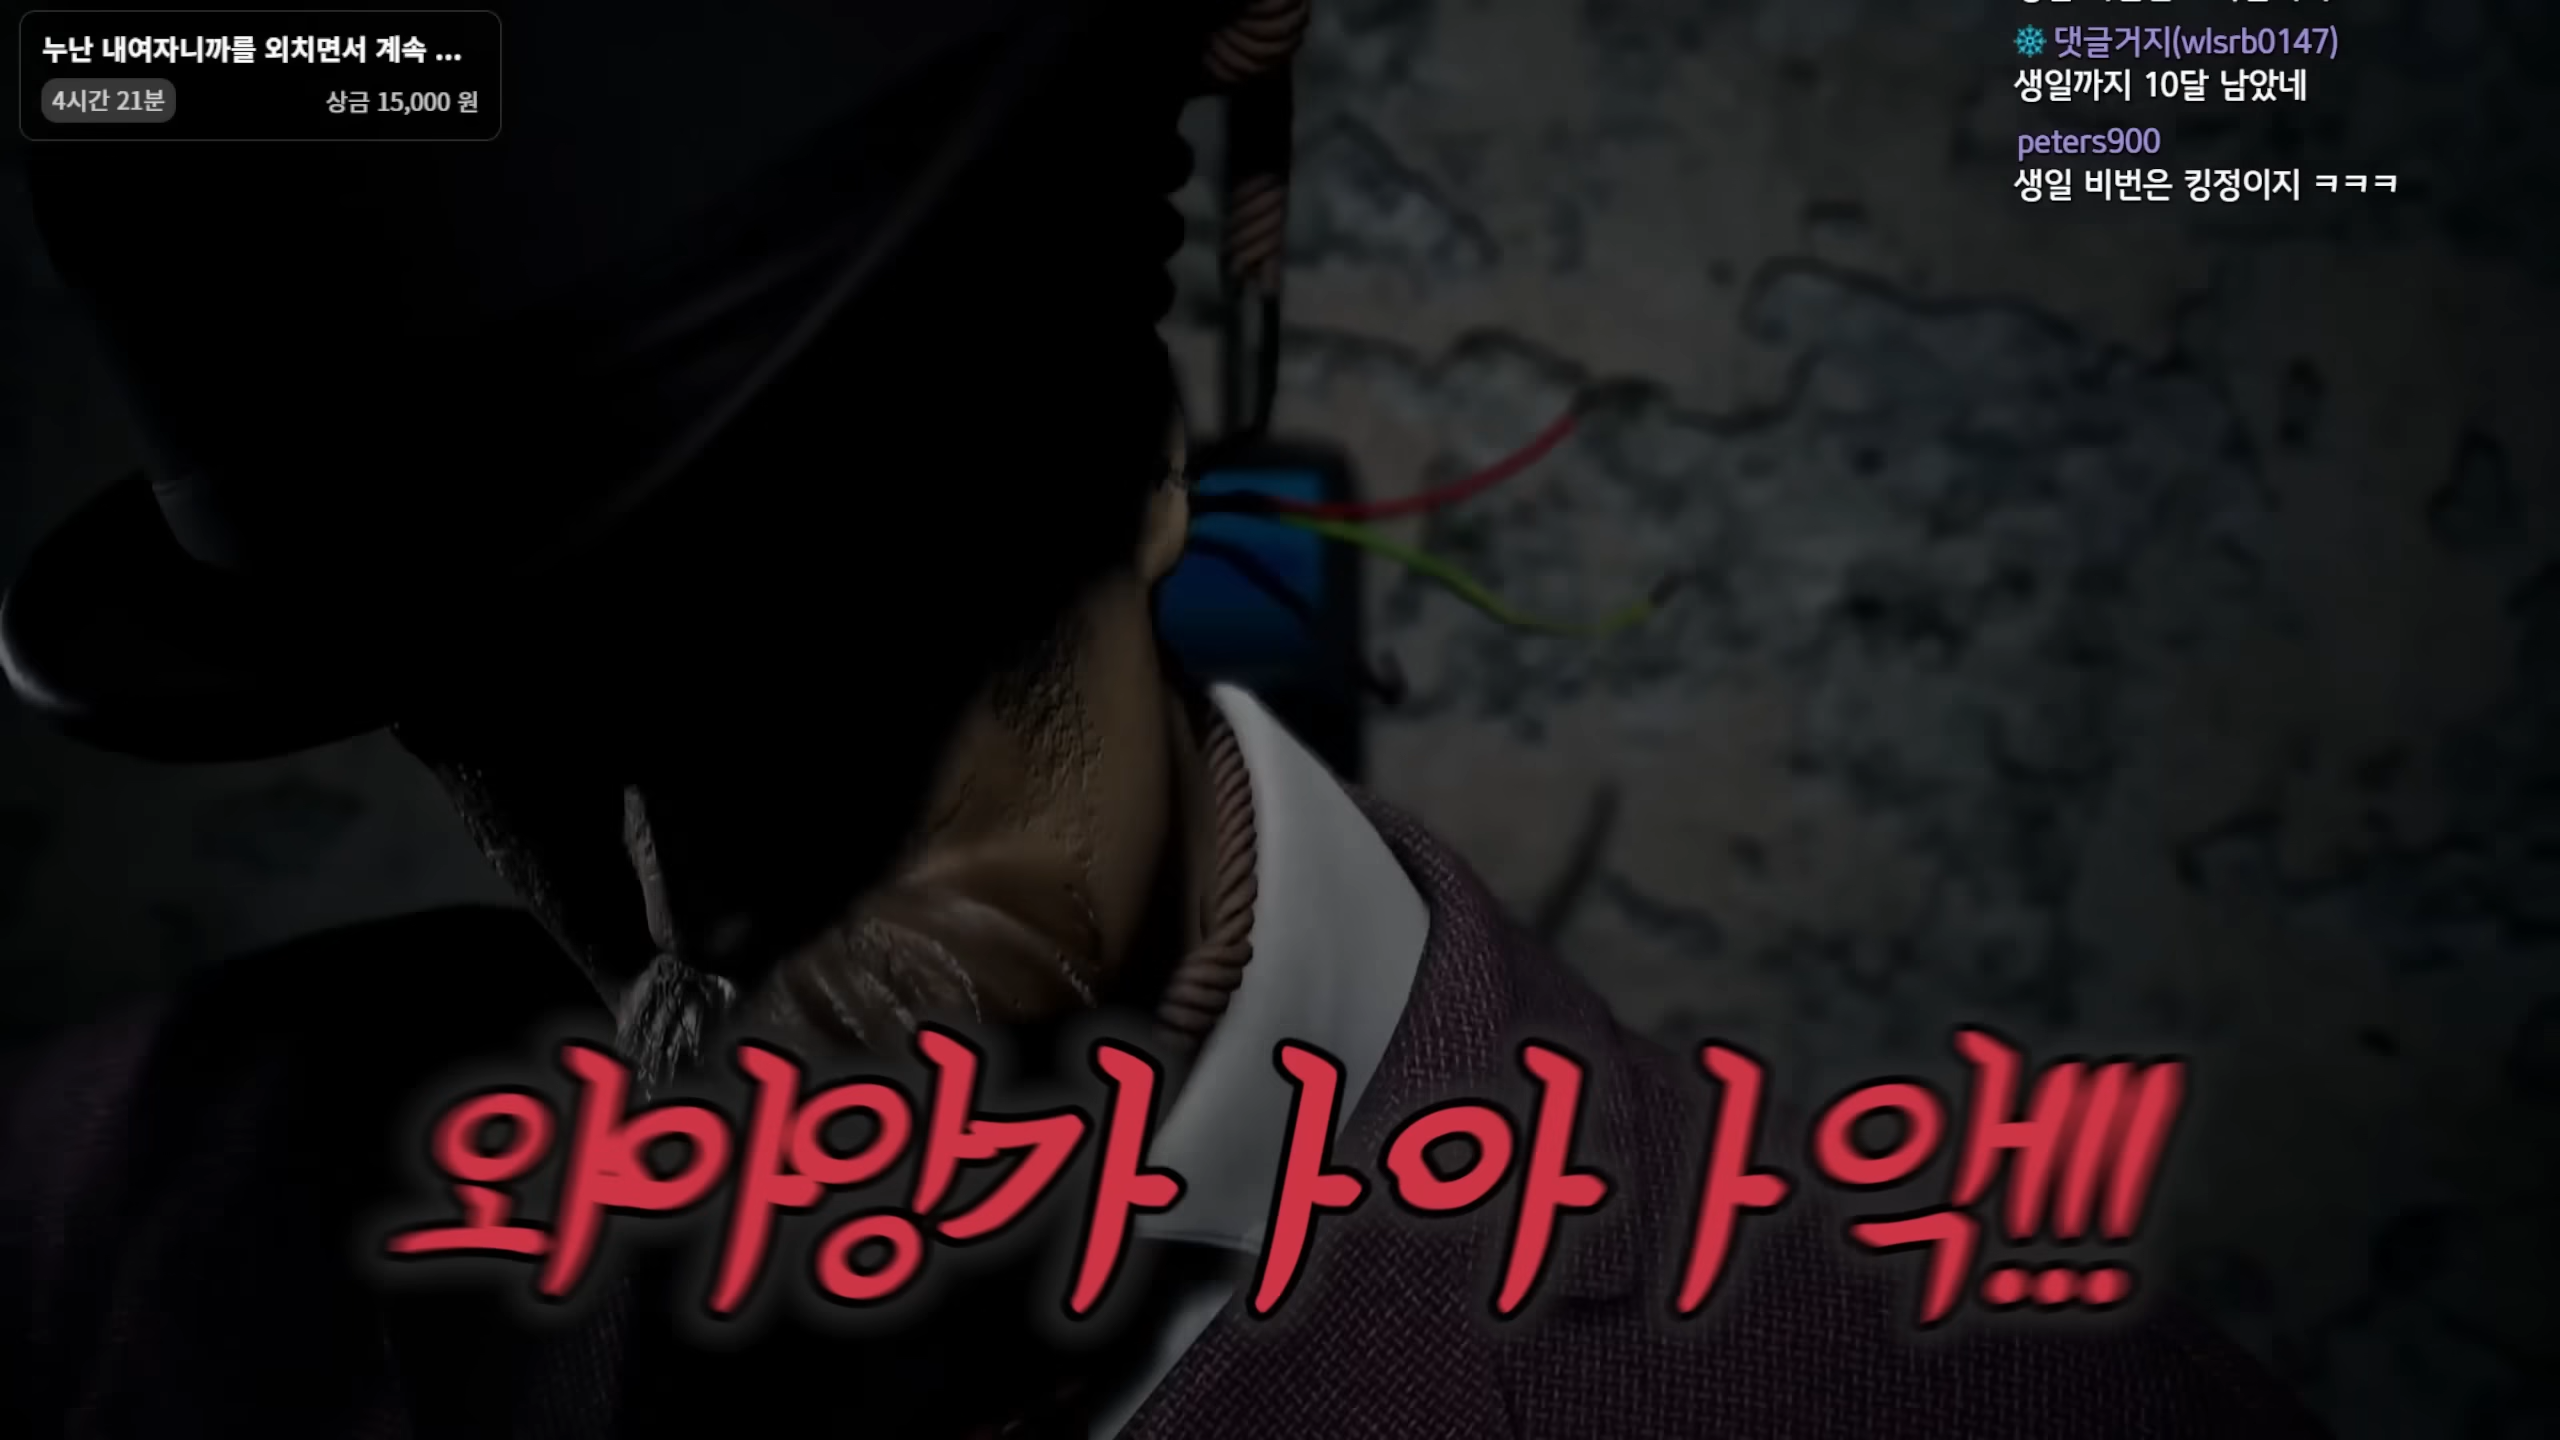 누난 내여자니까를 외치면서 계속 ...
4시간 21분
상금 15,000 원
댓글거지(wlsrb0147)
생일까지 10달 남았네
peters900
생일 비번은 킹정이지 ㅋㅋㅋ
와아앙가ㅏ아ㅏ악!!!